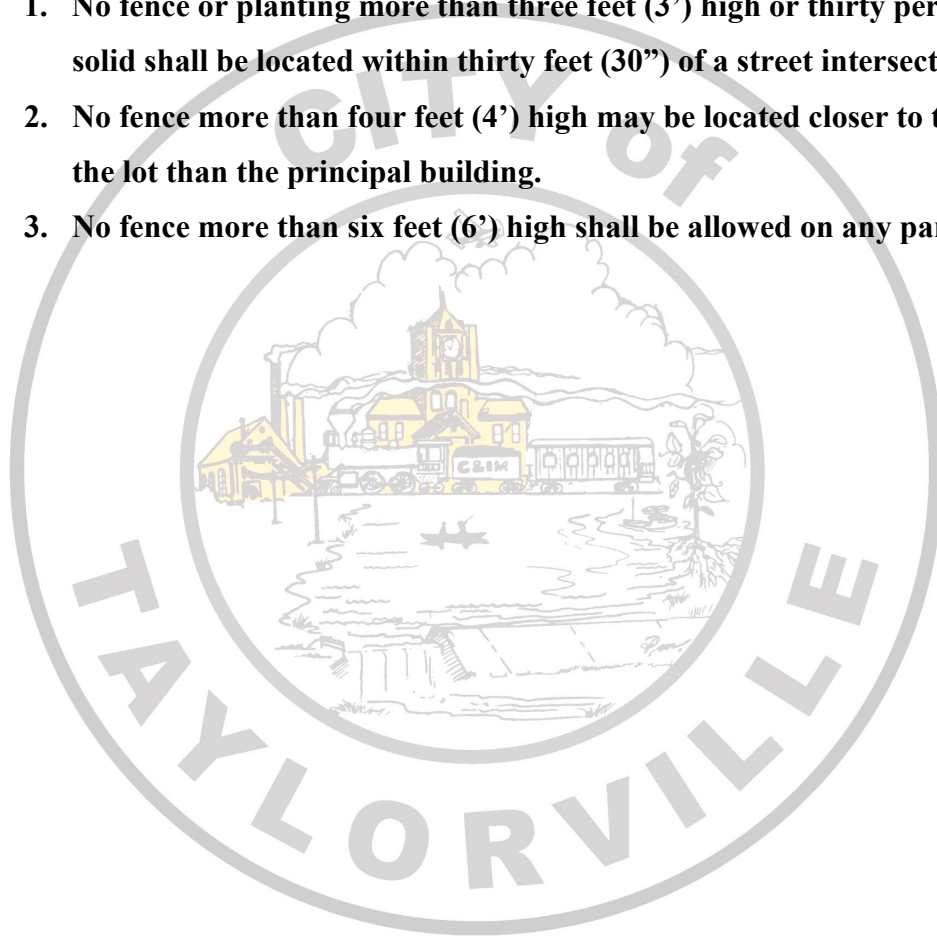 1. No fence or planting more than three feet (3’) high or thirty per
solid shall be located within thirty feet (30”) of a street intersect
2. No fence more than four feet (4’) high may be located closer to t
the lot than the principal building.
3. No fence more than six feet (6’) high shall be allowed on any par
CITY of
C&IM
TAYLORVILLE